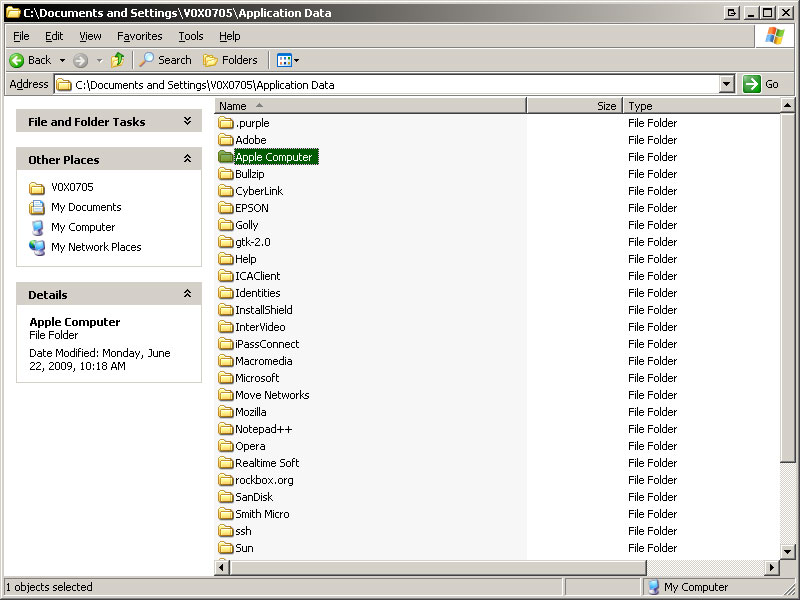 C:\Documents and Settings\V0X0705\Application Data
File Edit View Favorites Tools Help
Back Search Folders
Address C:\Documents and Settings\V0X0705\Application Data Go
File and Folder Tasks
Other Places
V0X0705
My Documents
My Computer
My Network Places
Details
Apple Computer
File Folder
Date Modified: Monday, June
22, 2009, 10:18 AM
Name Size Type
.purple File Folder
Adobe File Folder
Apple Computer File Folder
Bullzip File Folder
CyberLink File Folder
EPSON File Folder
Golly File Folder
gtk-2.0 File Folder
Help File Folder
ICAClient File Folder
Identities File Folder
InstallShield File Folder
InterVideo File Folder
iPassConnect File Folder
Macromedia File Folder
Microsoft File Folder
Move Networks File Folder
Mozilla File Folder
Notepad++ File Folder
Opera File Folder
Realtime Soft File Folder
rockbox.org File Folder
SanDisk File Folder
Smith Micro File Folder
ssh File Folder
Sun File Folder
1 objects selected My Computer